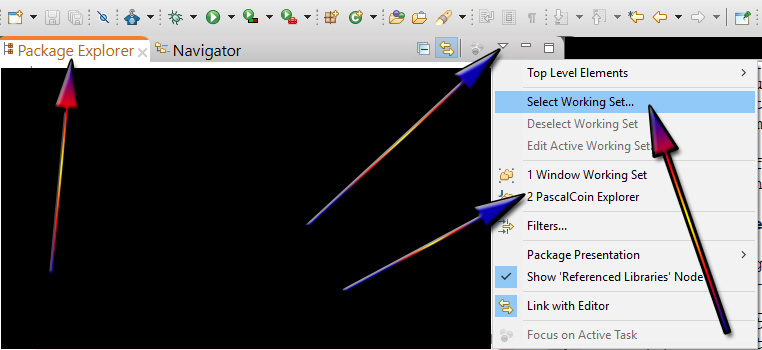 Package Explorer
Navigator
Top Level Elements
Select Working Set...
Deselect Working Set
Edit Active Working Set
1 Window Working Set
2 PascalCoin Explorer
Filters...
Package Presentation
Show 'Referenced Libraries' Node
Link with Editor
Focus on Active Task